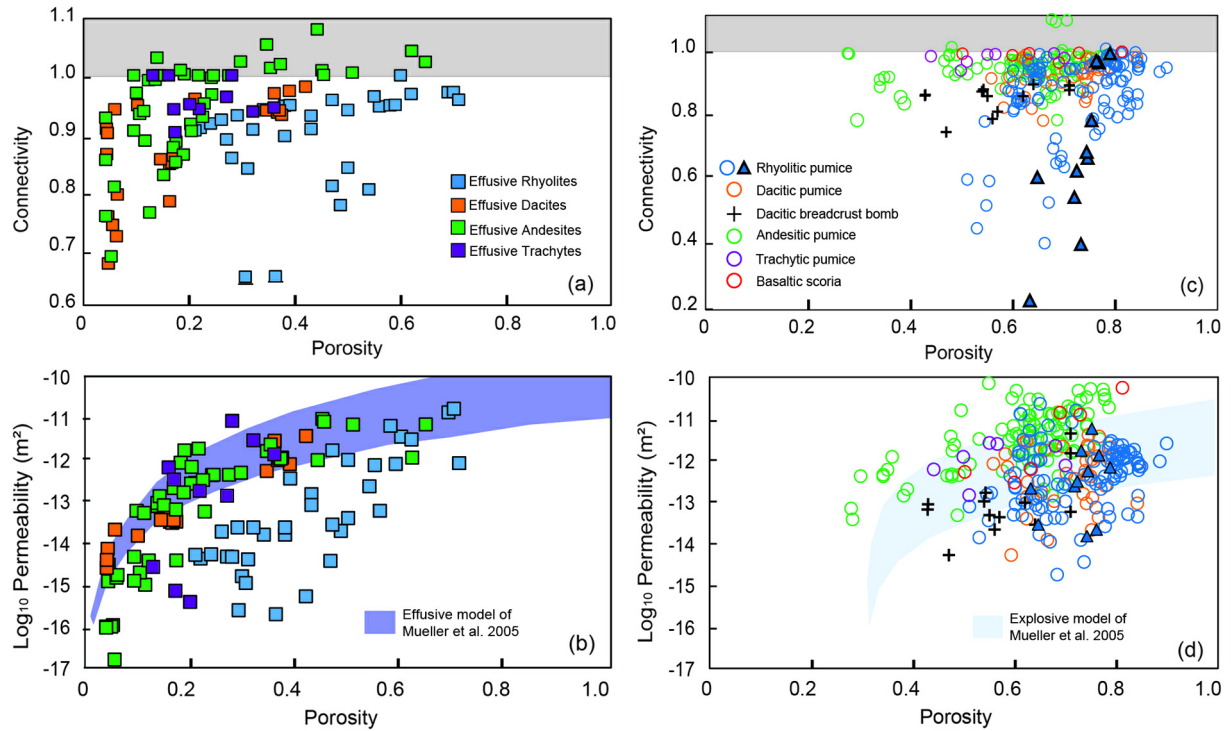 1.1
1.0
0.9
0.8
0.7
0.6
Connectivity
Effusive Rhyolites
Effusive Dacites
Effusive Andesites
Effusive Trachytes
(a)
0
0.2
0.4
0.6
0.8
1.0
Porosity
1.0
0.8
0.6
0.4
0.2
Connectivity
Rhyolitic pumice
Dacitic pumice
Dacitic breadcrust bomb
Andesitic pumice
Trachytic pumice
Basaltic scoria
(c)
0
0.2
0.4
0.6
0.8
1.0
Porosity
-10
-11
-12
-13
-14
-15
-16
-17
Log₁₀ Permeability (m²)
Effusive model of
Mueller et al. 2005
(b)
0
0.2
0.4
0.6
0.8
1.0
Porosity
-10
-11
-12
-13
-14
-15
-16
-17
Log₁₀ Permeability (m²)
Explosive model of
Mueller et al. 2005
(d)
0
0.2
0.4
0.6
0.8
1.0
Porosity